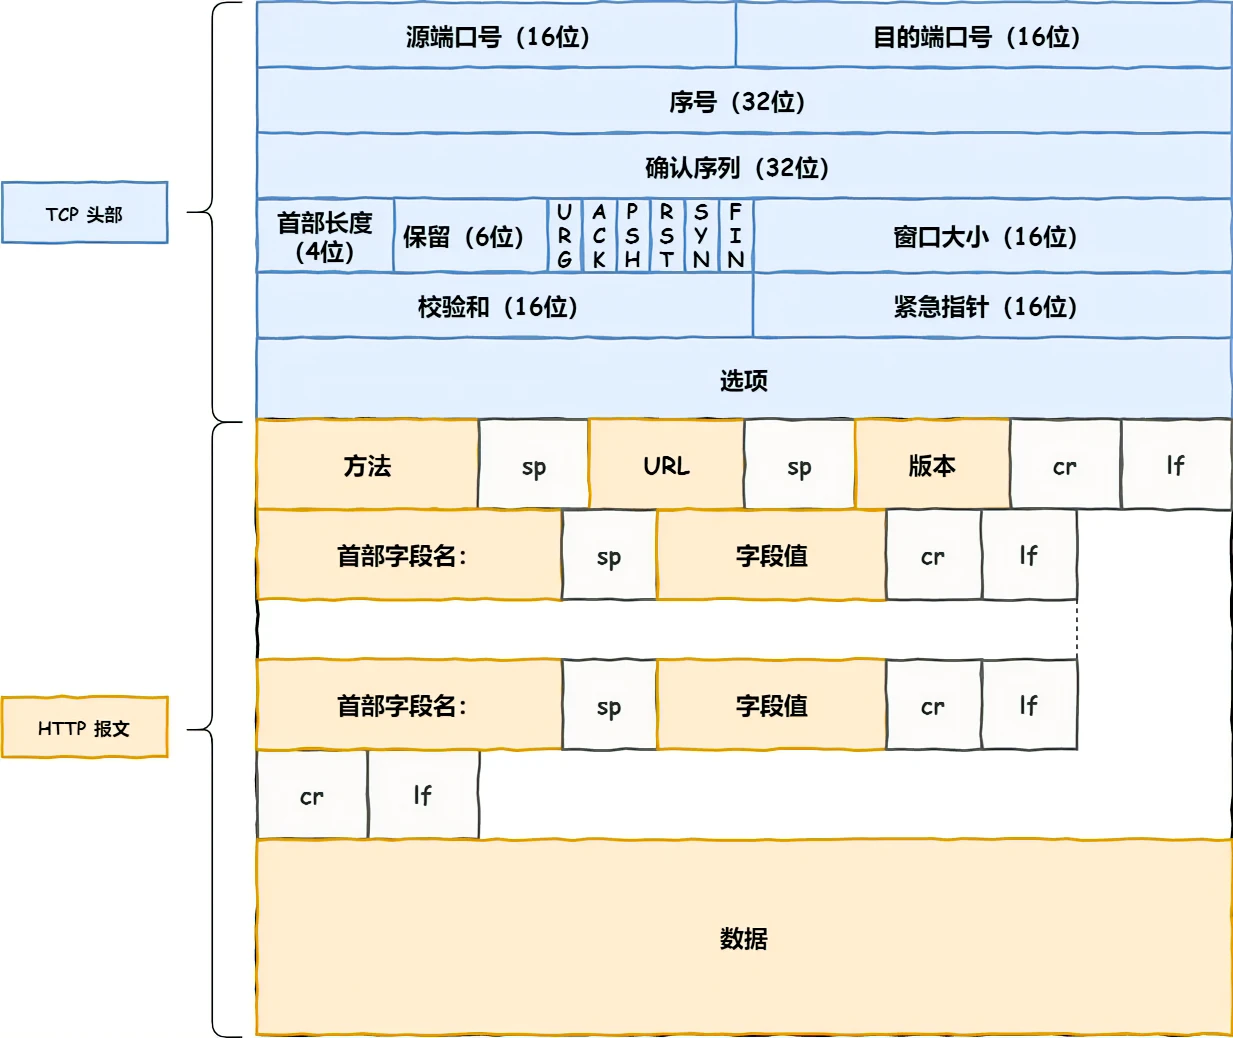 源端口号（16位）
目的端口号（16位）
序号（32位）
确认序列（32位）
TCP 头部
首部长度
(4位)
保留（6位）
URG
ACK
PSH
RST
SYN
FIN
窗口大小（16位）
校验和（16位）
紧急指针（16位）
选项
方法
sp
URL
sp
版本
cr
lf
首部字段名：
sp
字段值
cr
lf
首部字段名：
sp
字段值
cr
lf
HTTP 报文
cr
lf
数据